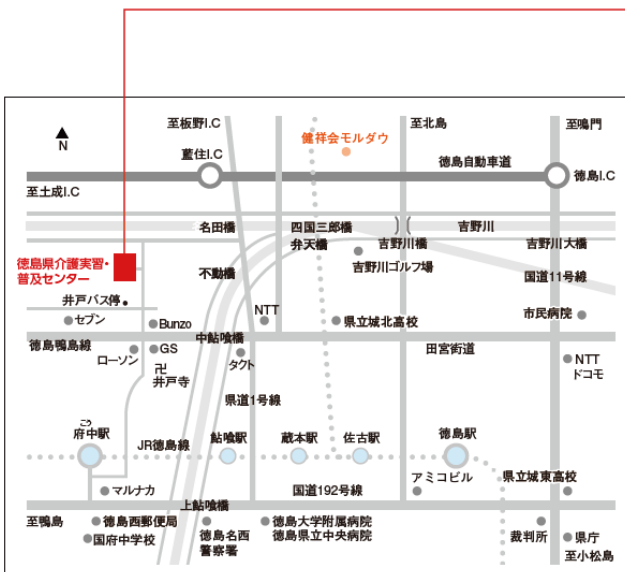 至板野I.C
至北島
至鳴門
N
健祥会モルダウ
藍住I.C
徳島自動車道
徳島I.C
至土成I.C
名田橋
四国三郎橋
吉野川
弁天橋
吉野川橋
吉野川大橋
徳島県介護実習・
普及センター
不動橋
吉野川ゴルフ場
国道11号線
井戸バス停
セブン
Bunzo
NTT
県立城北高校
市民病院
徳島鴨島線
中鮎喰橋
田宮街道
ローソン
GS
タクト
NTT
ドコモ
卍
井戸寺
県道1号線
こう
府中駅
JR徳島線
鮎喰駅
蔵本駅
佐古駅
徳島駅
マルナカ
国道192号線
アミコビル
県立城東高校
上鮎喰橋
至鴨島
徳島西郵便局
国府中学校
徳島名西
警察署
徳島大学附属病院
徳島県立中央病院
裁判所
県庁
至小松島